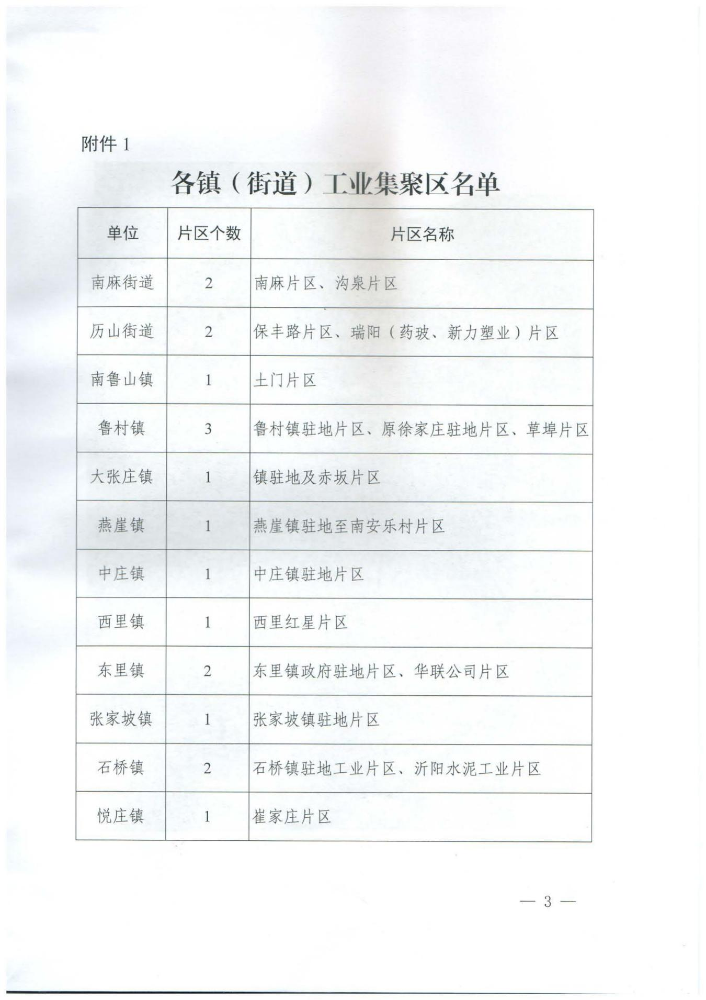 附件 1
各镇（街道）工业集聚区名单
单位 片区个数 片区名称
南麻街道 2 南麻片区、沟泉片区
历山街道 2 保丰路片区、瑞阳（药玻、新力塑业）片区
南鲁山镇 1 土门片区
鲁村镇 3 鲁村镇驻地片区、原徐家庄驻地片区、草埠片区
大张庄镇 1 镇驻地及赤坂片区
燕崖镇 1 燕崖镇驻地至南安乐村片区
中庄镇 1 中庄镇驻地片区
西里镇 1 西里红星片区
东里镇 2 东里镇政府驻地片区、华联公司片区
张家坡镇 1 张家坡镇驻地片区
石桥镇 2 石桥镇驻地工业片区、沂阳水泥工业片区
悦庄镇 1 崔家庄片区
— 3 —